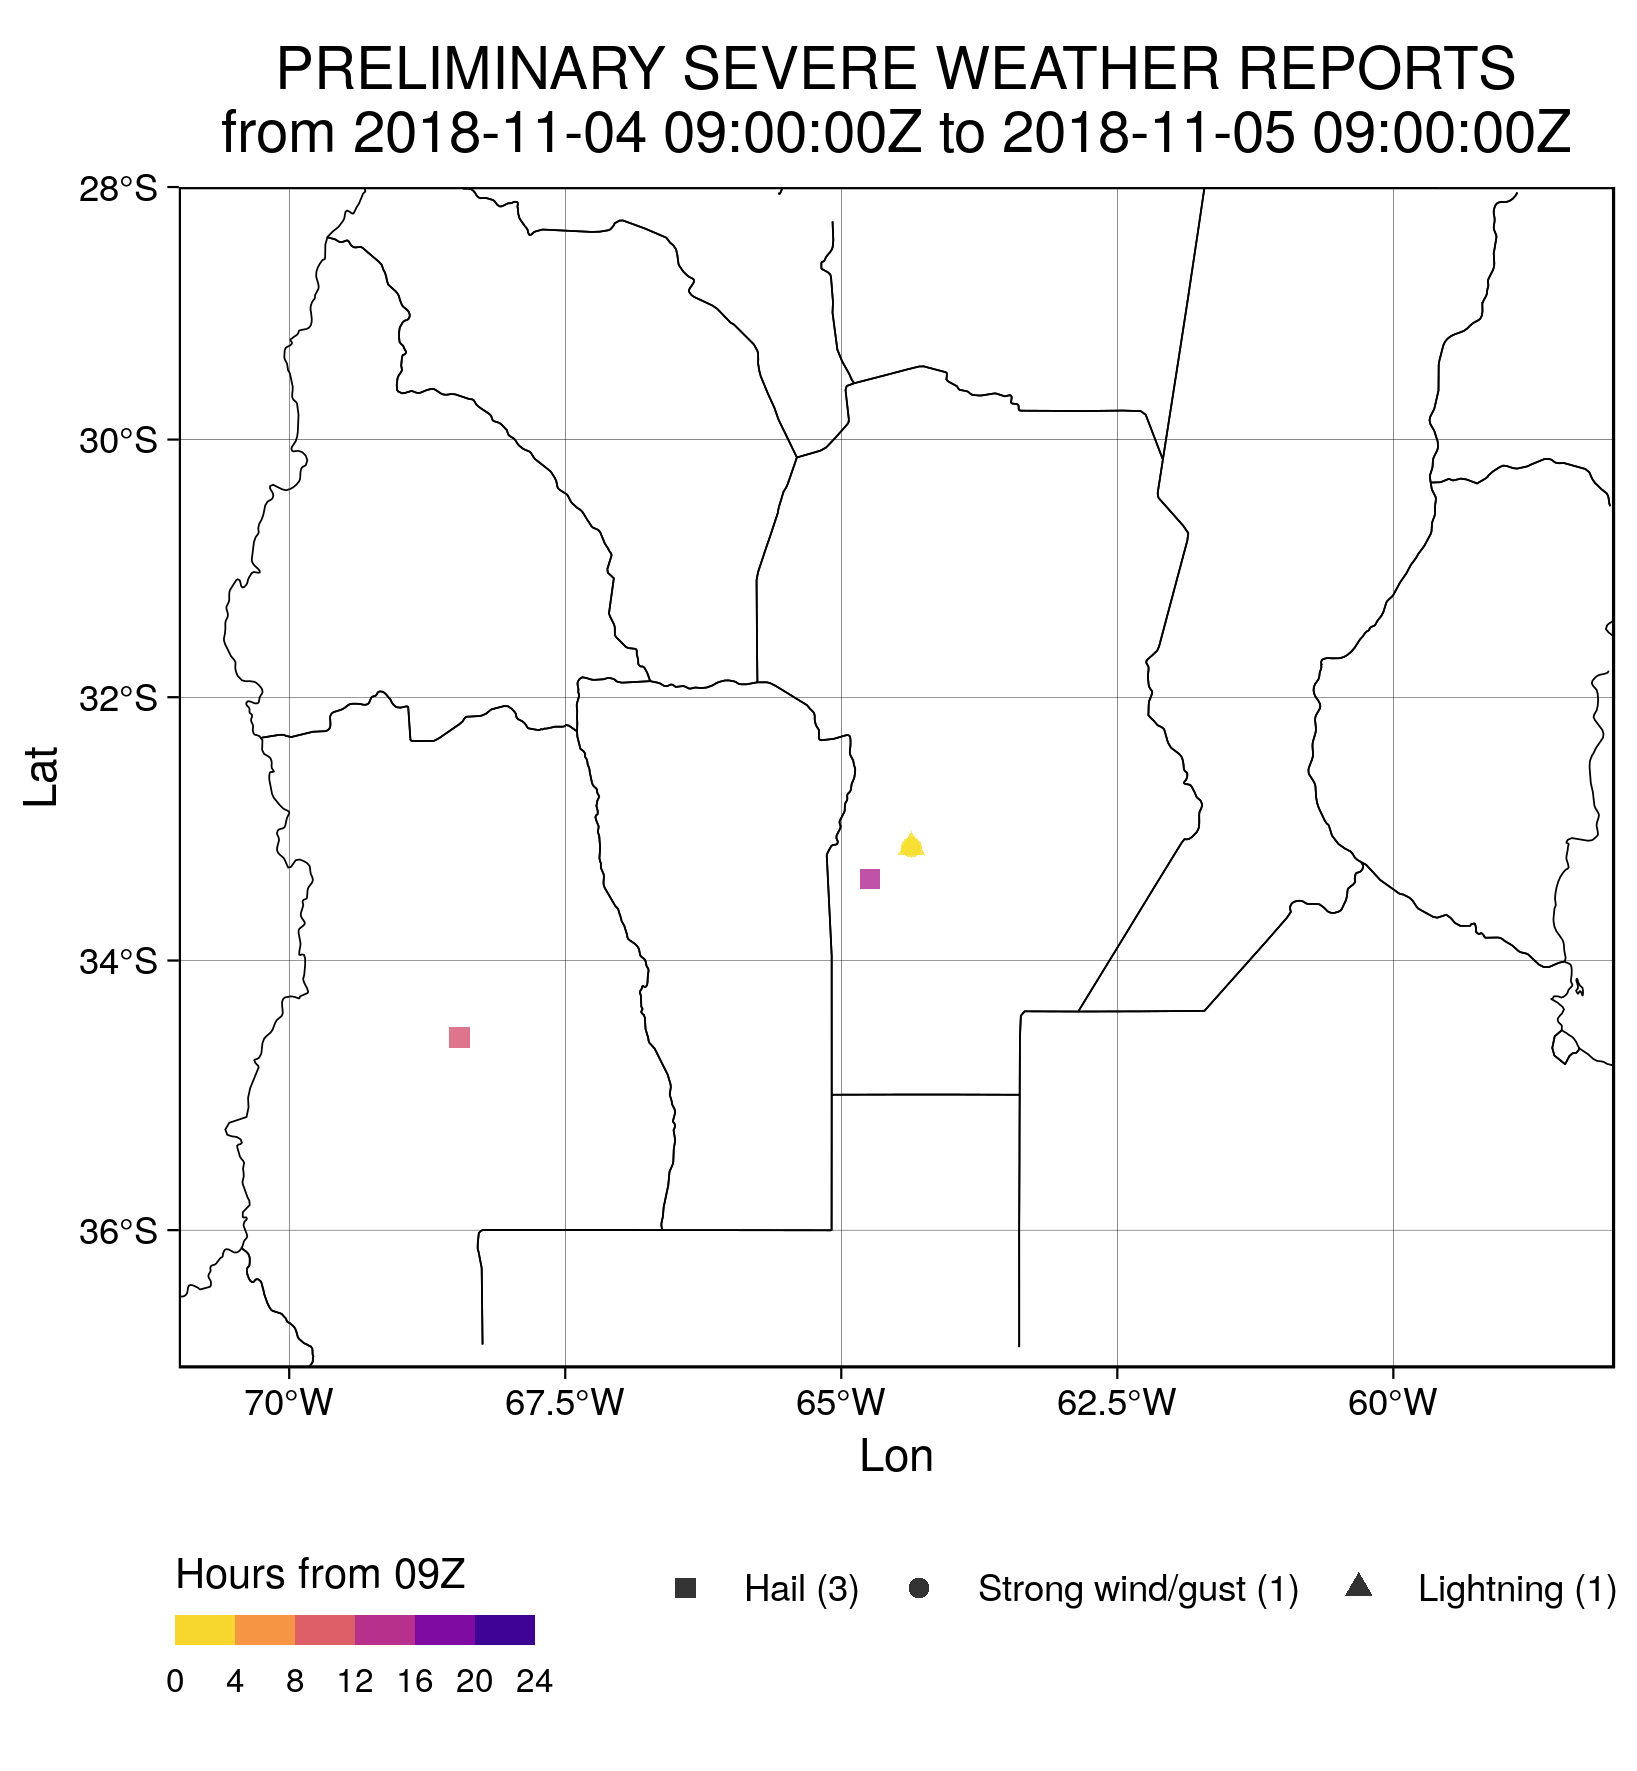 PRELIMINARY SEVERE WEATHER REPORTS
from 2018-11-04 09:00:00Z to 2018-11-05 09:00:00Z
28°S
30°S
32°S
34°S
36°S
Lat
70°W 67.5°W 65°W 62.5°W 60°W
Lon
Hours from 09Z
0 4 8 12 16 20 24
Hail (3) Strong wind/gust (1) Lightning (1)